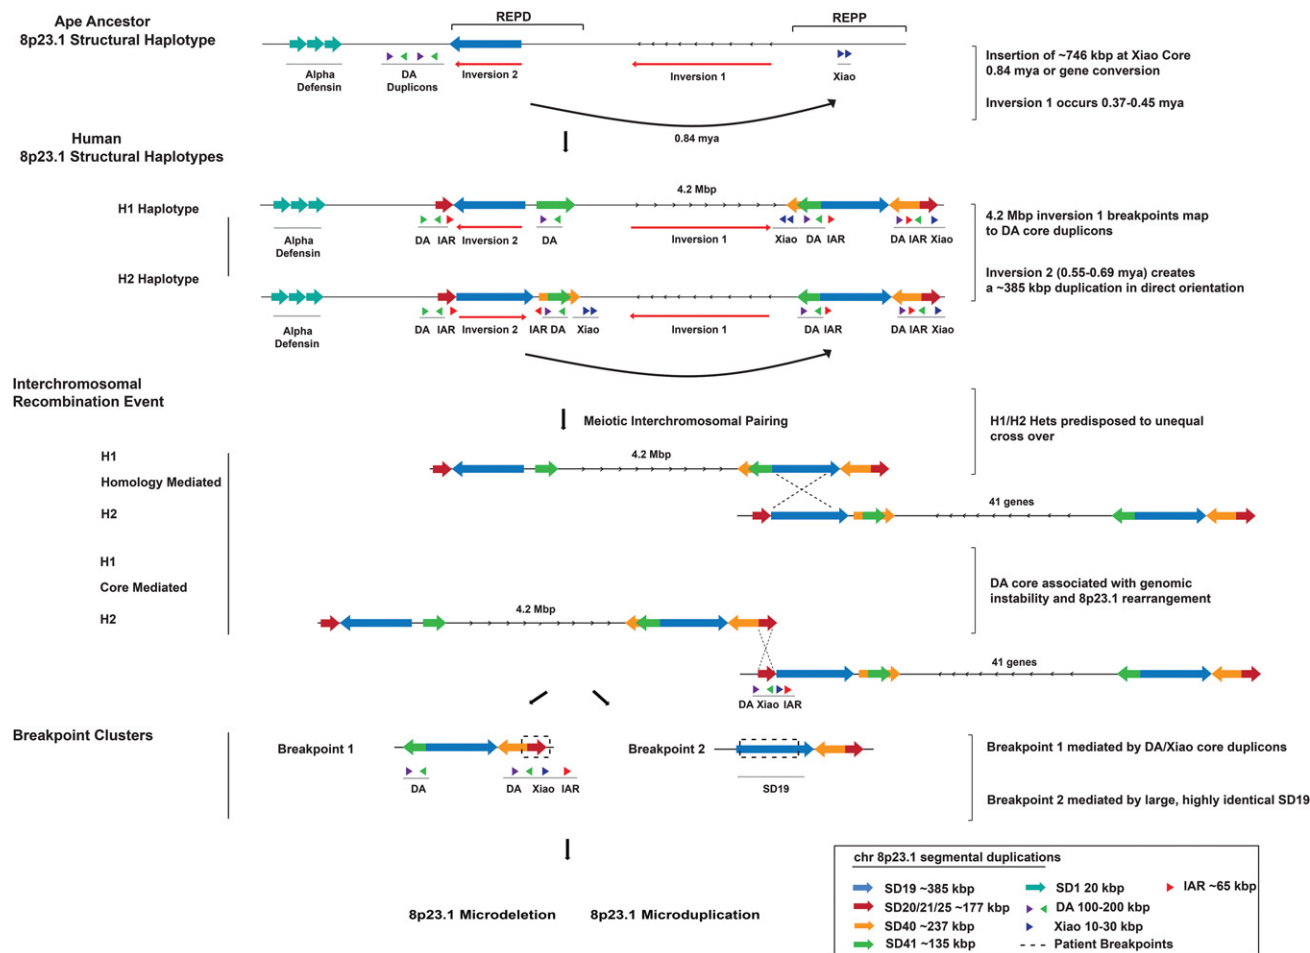 Ape Ancestor
8p23.1 Structural Haplotype
REPD
REPP
Alpha
Defensin
DA
Duplicons
Inversion 2
Inversion 1
Xiao
Insertion of ~746 kbp at Xiao Core
0.84 mya or gene conversion
Inversion 1 occurs 0.37-0.45 mya
0.84 mya
Human
8p23.1 Structural Haplotypes
H1 Haplotype
4.2 Mbp
Alpha
Defensin
DA IAR
Inversion 2
DA
Inversion 1
Xiao
DA IAR
DA IAR Xiao
4.2 Mbp inversion 1 breakpoints map
to DA core duplicons
H2 Haplotype
Inversion 2 (0.55-0.69 mya) creates
a ~385 kbp duplication in direct orientation
Alpha
Defensin
DA IAR
Inversion 2
IAR DA
Xiao
Inversion 1
DA IAR
DA IAR Xiao
Interchromosomal
Recombination Event
Meiotic Interchromosomal Pairing
H1/H2 Hets predisposed to unequal
cross over
H1
4.2 Mbp
Homology Mediated
H2
41 genes
H1
Core Mediated
DA core associated with genomic
instability and 8p23.1 rearrangement
H2
4.2 Mbp
41 genes
DA Xiao IAR
Breakpoint Clusters
Breakpoint 1
DA
DA Xiao IAR
Breakpoint 2
SD19
Breakpoint 1 mediated by DA/Xiao core duplicons
Breakpoint 2 mediated by large, highly identical SD19
8p23.1 Microdeletion
8p23.1 Microduplication
chr 8p23.1 segmental duplications
SD19 ~385 kbp
SD20/21/25 ~177 kbp
SD40 ~237 kbp
SD41 ~135 kbp
SD1 20 kbp
DA 100-200 kbp
Xiao 10-30 kbp
Patient Breakpoints
IAR ~65 kbp